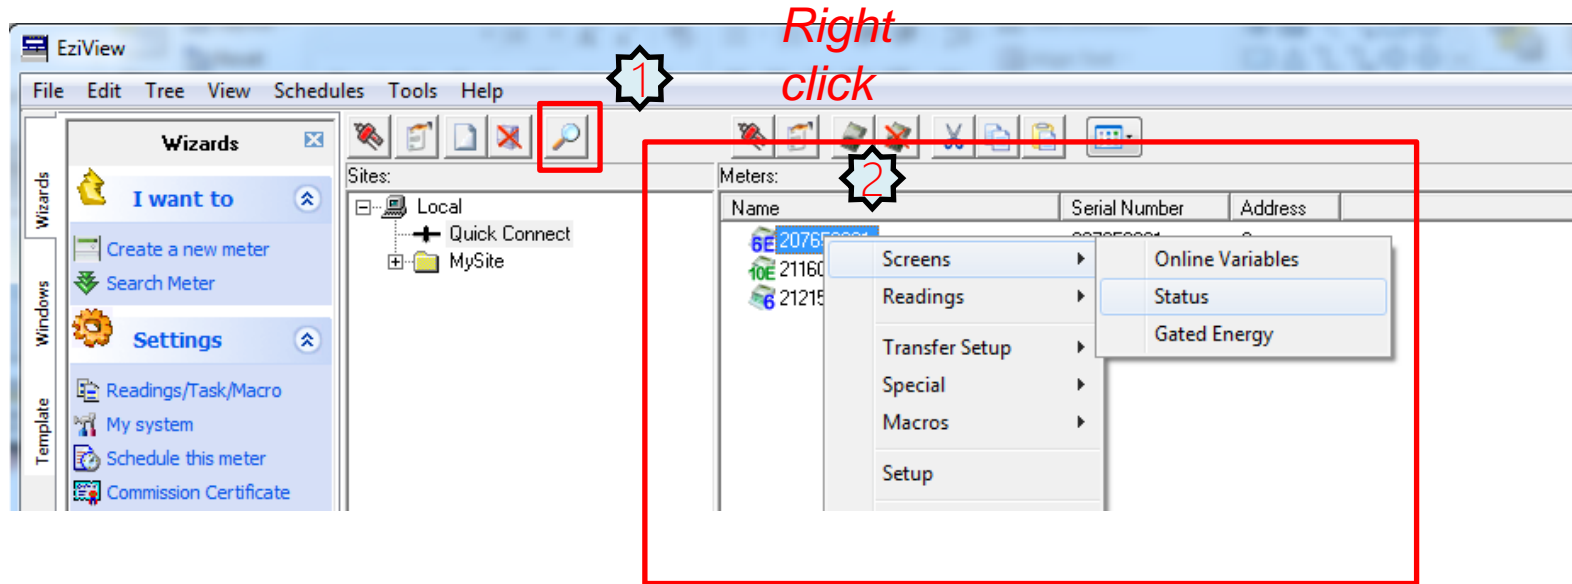 Right
click
EziView
1
File Edit Tree View Schedules Tools Help
Wizards
Windows
Template
Wizards
I want to
Create a new meter
Search Meter
Settings
Readings/Task/Macro
My system
Schedule this meter
Commission Certificate
Sites:
Local
Quick Connect
MySite
Meters:
2
Name Serial Number Address
6E
10E
6
Screens
Readings
Transfer Setup
Special
Macros
Setup
Online Variables
Status
Gated Energy